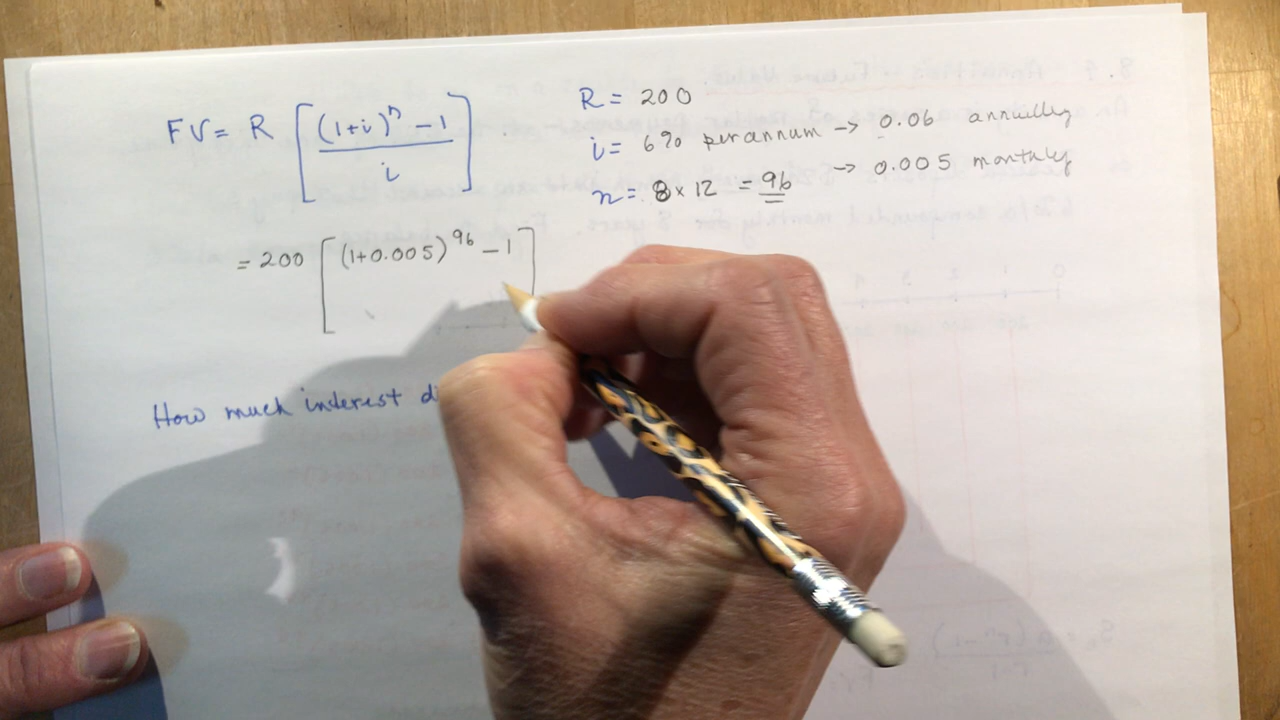 FV= R [(1+i)^n -1 / i]
R= 200
i= 6% per annum -> 0.06 annually
-> 0.005 monthly
n= 8 x 12 = 96
= 200 [(1+0.005)^96 -1]
How much interest